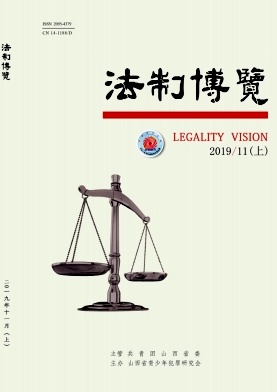 ISSN 2095-4379
CN 14-1188/D
法制博覽
法制博覽
LEGALITY VISION
2019/11(上)
二〇一九年十一月(上)
主管 共青团山西省委
主办 山西省青少年犯罪研究会